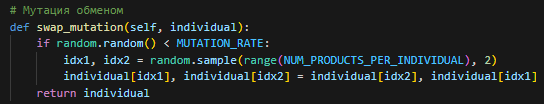 # Мутация обменом
def swap_mutation(self, individual):
    if random.random() < MUTATION_RATE:
        idx1, idx2 = random.sample(range(NUM_PRODUCTS_PER_INDIVIDUAL), 2)
        individual[idx1], individual[idx2] = individual[idx2], individual[idx1]
    return individual